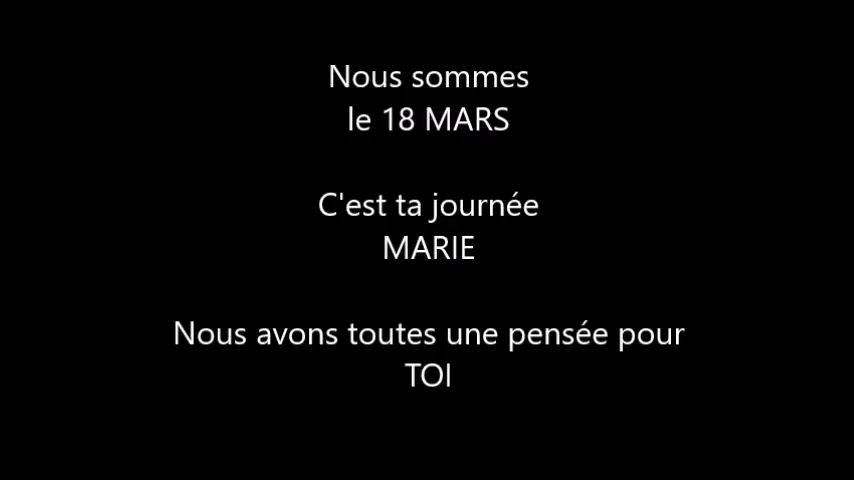 Nous sommes
le 18 MARS
C'est ta journée
MARIE
Nous avons toutes une pensée pour
TOI